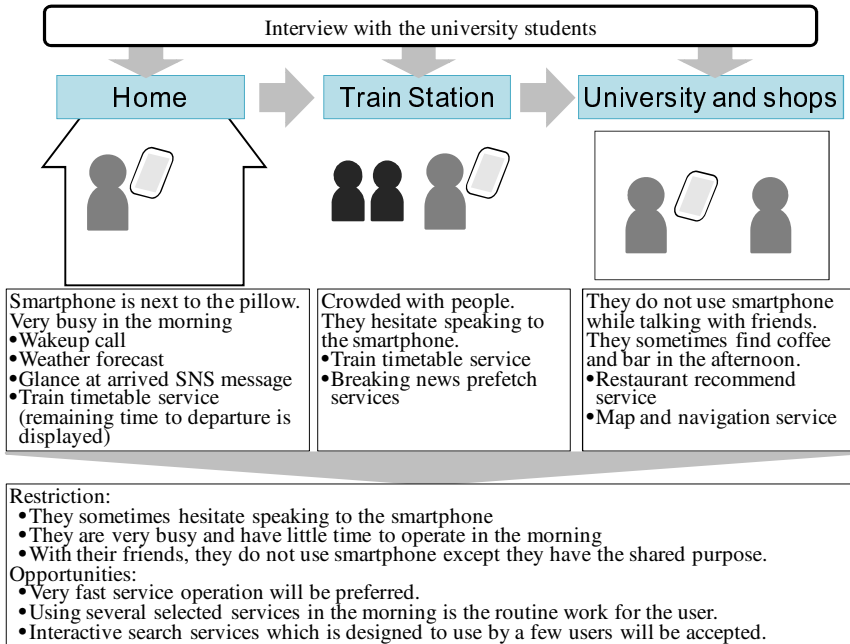 Interview with the university students
Home
Train Station
University and shops
Smartphone is next to the pillow.
Very busy in the morning
•Wakeup call
•Weather forecast
•Glance at arrived SNS message
•Train timetable service
(remaining time to departure is
displayed)
Crowded with people.
They hesitate speaking to
the smartphone.
•Train timetable service
•Breaking news prefetch
services
They do not use smartphone
while talking with friends.
They sometimes find coffee
and bar in the afternoon.
•Restaurant recommend
service
•Map and navigation service
Restriction:
•They sometimes hesitate speaking to the smartphone
•They are very busy and have little time to operate in the morning
•With their friends, they do not use smartphone except they have the shared purpose.
Opportunities:
•Very fast service operation will be preferred.
•Using several selected services in the morning is the routine work for the user.
•Interactive search services which is designed to use by a few users will be accepted.